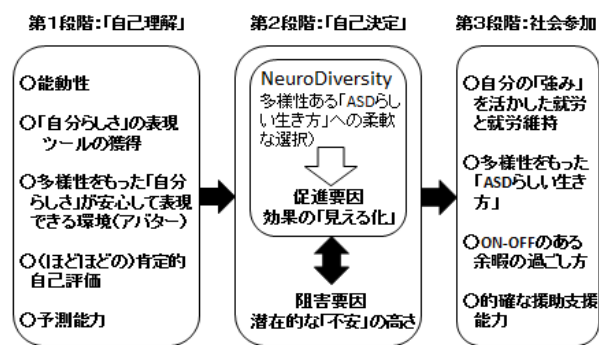 第1段階:「自己理解」
○能動性
○「自分らしさ」の表現
ツールの獲得
○多様性をもった「自分
らしさ」が安心して表現
できる環境(アバター)
○(ほどほどの)肯定的
自己評価
○予測能力
第2段階:「自己決定」
NeuroDiversity
多様性ある「ASDらし
い生き方」への柔軟
な選択)
促進要因
効果の「見える化」
阻害要因
潜在的な「不安」の高さ
第3段階:社会参加
○自分の「強み」
を活かした就労
と就労維持
○多様性をもった
「ASDらしい生き
方」
○ON-OFFのある
余暇の過ごし方
○的確な援助支援
能力